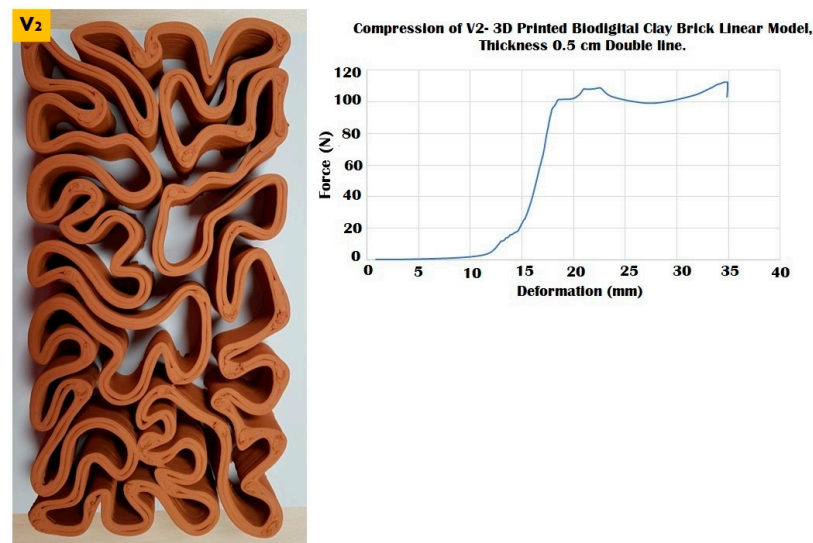 V2
Compression of V2- 3D Printed Biodigital Clay Brick Linear Model,
Thickness 0.5 cm Double line.
120
100
80
60
40
20
0
Force (N)
0 5 10 15 20 25 30 35 40
Deformation (mm)